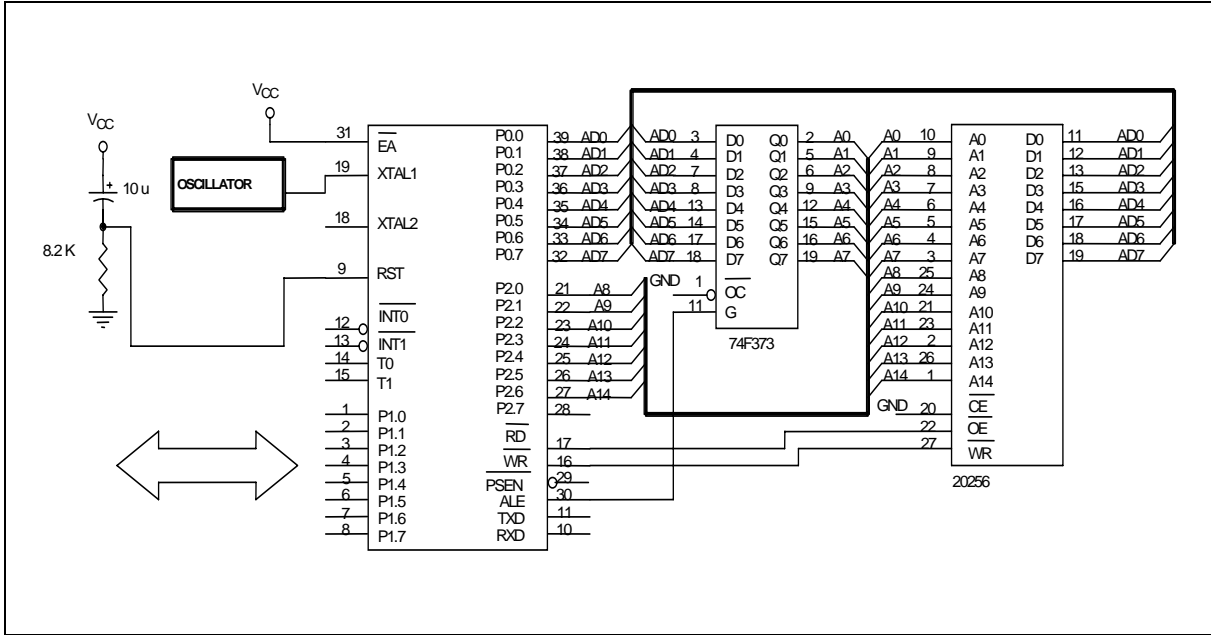 VCC
VCC
10 u
8.2 K
OSCILLATOR
31 EA
19 XTAL1
18 XTAL2
9 RST
12 INT0
13 INT1
14 T0
15 T1
1 P1.0
2 P1.1
3 P1.2
4 P1.3
5 P1.4
6 P1.5
7 P1.6
8 P1.7
P0.0 39 AD0
P0.1 38 AD1
P0.2 37 AD2
P0.3 36 AD3
P0.4 35 AD4
P0.5 34 AD5
P0.6 33 AD6
P0.7 32 AD7
P2.0 21 A8
P2.1 22 A9
P2.2 23 A10
P2.3 24 A11
P2.4 25 A12
P2.5 26 A13
P2.6 27 A14
P2.7 28
RD 17
WR 16
PSEN 29
ALE 30
TXD 11
RXD 10
AD0 3 D0 Q0 2 A0
AD1 4 D1 Q1 5 A1
AD2 7 D2 Q2 6 A2
AD3 8 D3 Q3 9 A3
AD4 13 D4 Q4 12 A4
AD5 14 D5 Q5 15 A5
AD6 17 D6 Q6 16 A6
AD7 18 D7 Q7 19 A7
GND 1 OC
11 G
74F373
A0 10 A0 D0 11 AD0
A1 9 A1 D1 12 AD1
A2 8 A2 D2 13 AD2
A3 7 A3 D3 15 AD3
A4 6 A4 D4 16 AD4
A5 5 A5 D5 17 AD5
A6 4 A6 D6 18 AD6
A7 3 A7 D7 19 AD7
A8 25 A8
A9 24 A9
A10 21 A10
A11 23 A11
A12 2 A12
A13 26 A13
A14 1 A14
GND 20 CE
22 OE
27 WR
20256